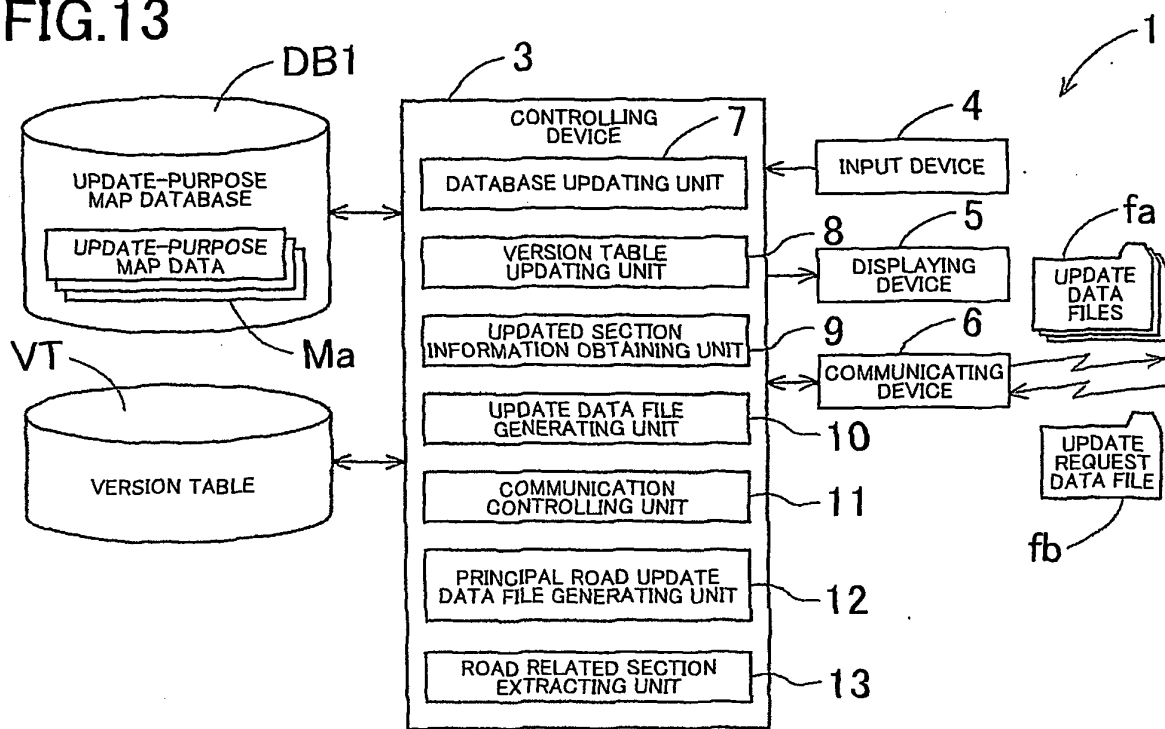 FIG.13
1
DB1
3
CONTROLLING
DEVICE
7
4
INPUT DEVICE
UPDATE-PURPOSE
MAP DATABASE
DATABASE UPDATING UNIT
UPDATE-PURPOSE
MAP DATA
8
VERSION TABLE
UPDATING UNIT
5
DISPLAYING
DEVICE
fa
UPDATE
DATA
FILES
VT
Ma
UPDATED SECTION
INFORMATION OBTAINING UNIT
9
6
COMMUNICATING
DEVICE
VERSION TABLE
UPDATE DATA FILE
GENERATING UNIT
10
UPDATE
REQUEST
DATA FILE
fb
COMMUNICATION
CONTROLLING UNIT
11
PRINCIPAL ROAD UPDATE
DATA FILE GENERATING UNIT
12
ROAD RELATED SECTION
EXTRACTING UNIT
13